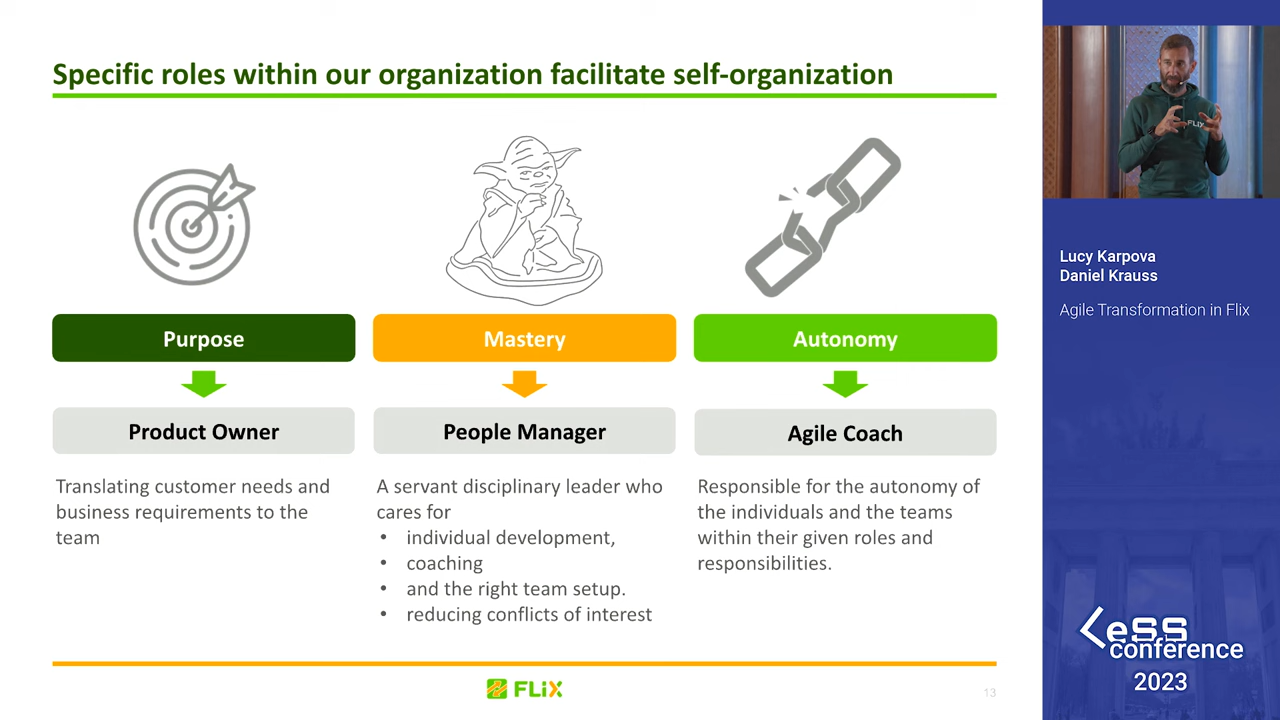 Specific roles within our organization facilitate self-organization
Purpose
Mastery
Autonomy
Product Owner
People Manager
Agile Coach
Translating customer needs and
business requirements to the
team
A servant disciplinary leader who
cares for
• individual development,
• coaching
• and the right team setup.
• reducing conflicts of interest
Responsible for the autonomy of
the individuals and the teams
within their given roles and
responsibilities.
FLiX
13
FLiX
Lucy Karpova
Daniel Krauss
Agile Transformation in Flix
LeSS
conference
2023